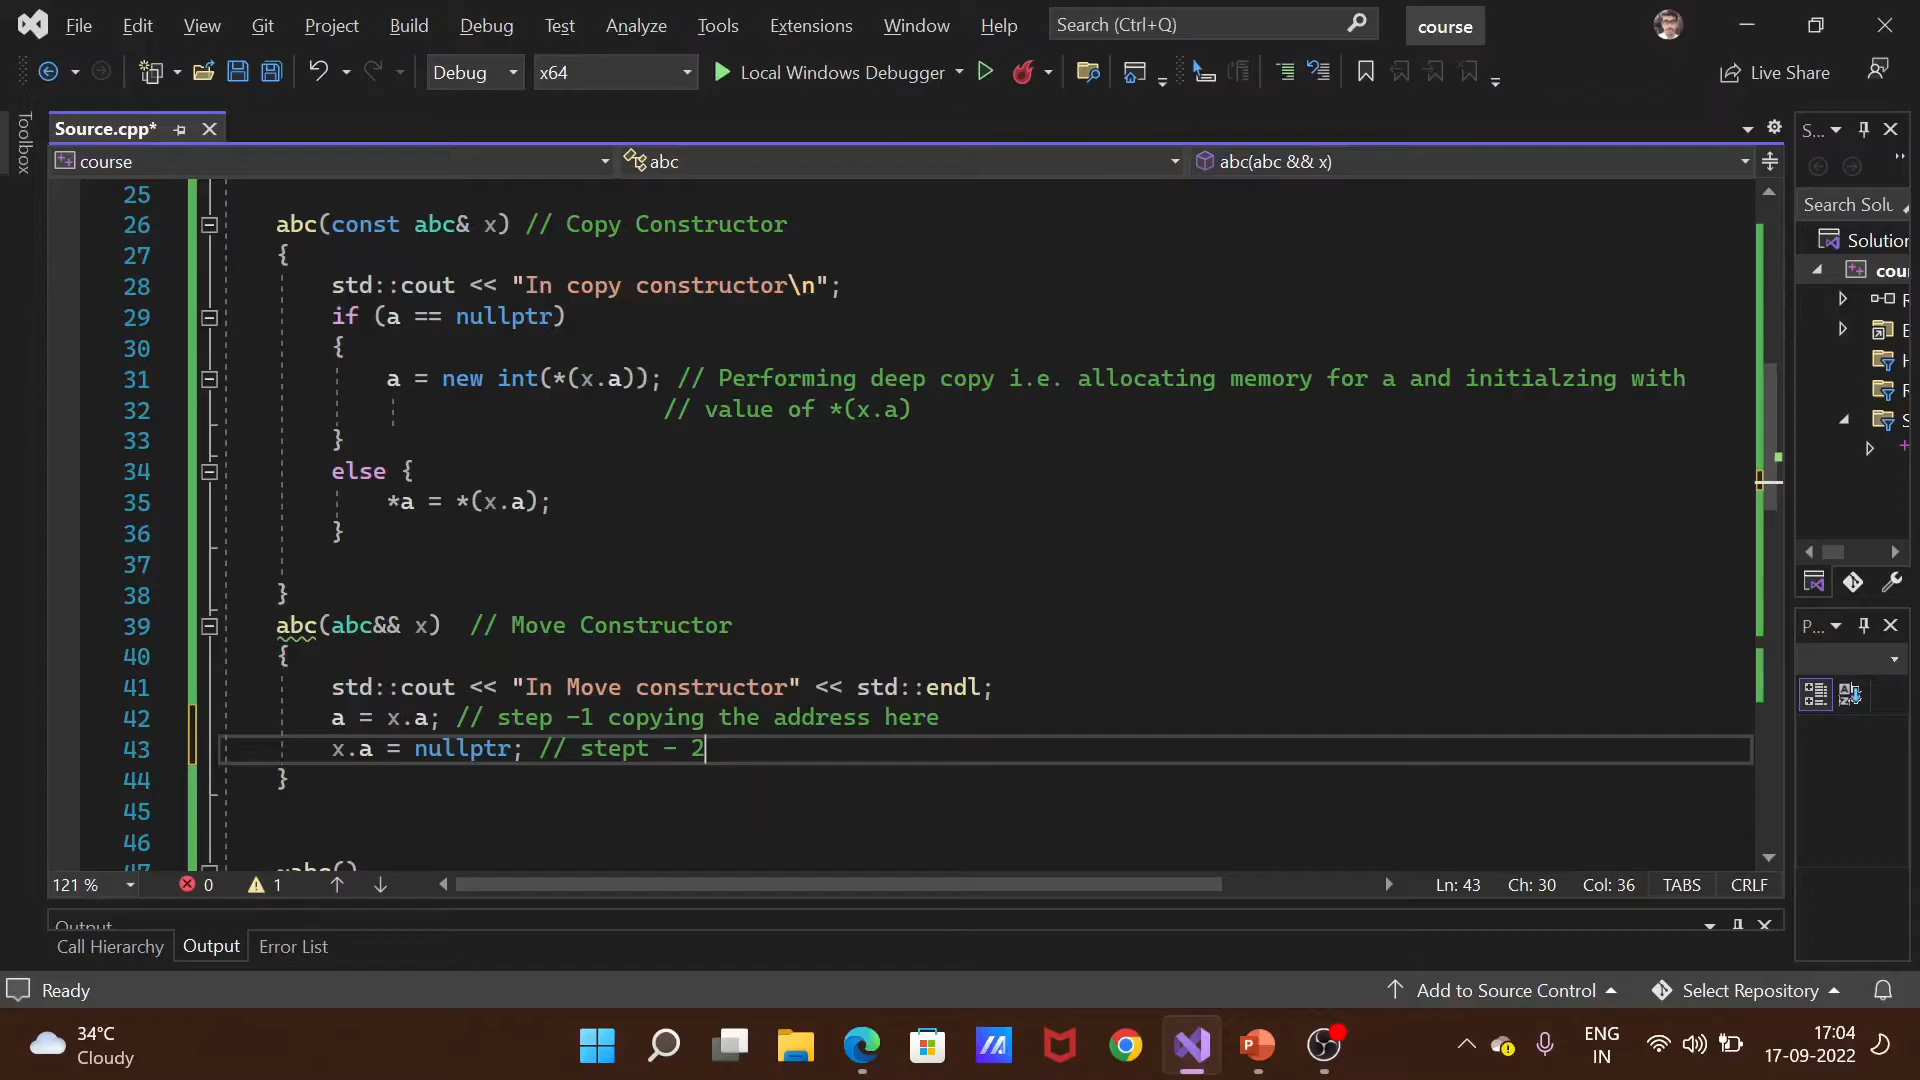 File Edit View Git Project Build Debug Test Analyze Tools Extensions Window Help Search (Ctrl+Q) course
Debug x64 Local Windows Debugger Live Share
Toolbox
Source.cpp* S...
course abc abc(abc && x)
Search Solu
25
26 abc(const abc& x) // Copy Constructor
27 {
28 std::cout << "In copy constructor\n";
29 if (a == nullptr)
30 {
31 a = new int(*(x.a)); // Performing deep copy i.e. allocating memory for a and initialzing with
32 // value of *(x.a)
33 }
34 else {
35 *a = *(x.a);
36 }
37
38 }
39 abc(abc&& x) // Move Constructor
40 {
41 std::cout << "In Move constructor" << std::endl;
42 a = x.a; // step -1 copying the address here
43 x.a = nullptr; // stept - 2
44 }
45
46
47 ~abc()
Solution
cou
P...
121 % 0 1 Ln: 43 Ch: 30 Col: 36 TABS CRLF
Output
Call Hierarchy Output Error List
Ready Add to Source Control Select Repository
34°C
Cloudy
ENG
IN
17:04
17-09-2022